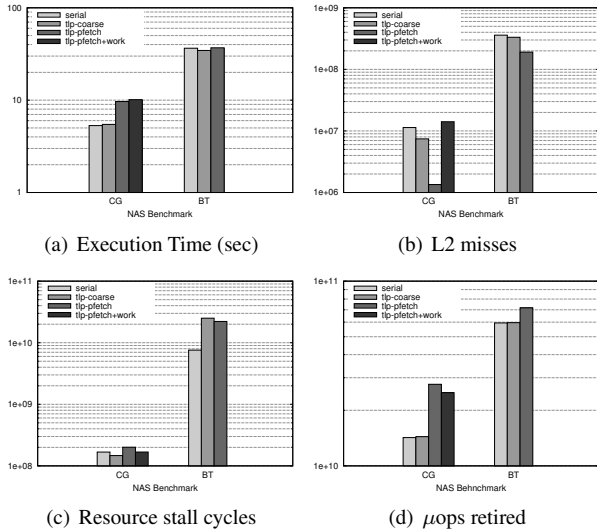 100
10
1
serial
tlp-coarse
tlp-pfetch
tlp-pfetch+work
CG
BT
NAS Benchmark
(a) Execution Time (sec)
1e+09
1e+08
1e+07
1e+06
serial
tlp-coarse
tlp-pfetch
tlp-pfetch+work
CG
BT
NAS Benchmark
(b) L2 misses
1e+11
1e+10
1e+09
1e+08
serial
tlp-coarse
tlp-pfetch
tlp-pfetch+work
CG
BT
NAS Benchmark
(c) Resource stall cycles
1e+11
1e+10
serial
tlp-coarse
tlp-pfetch
tlp-pfetch+work
CG
BT
NAS Behnchmark
(d) μops retired